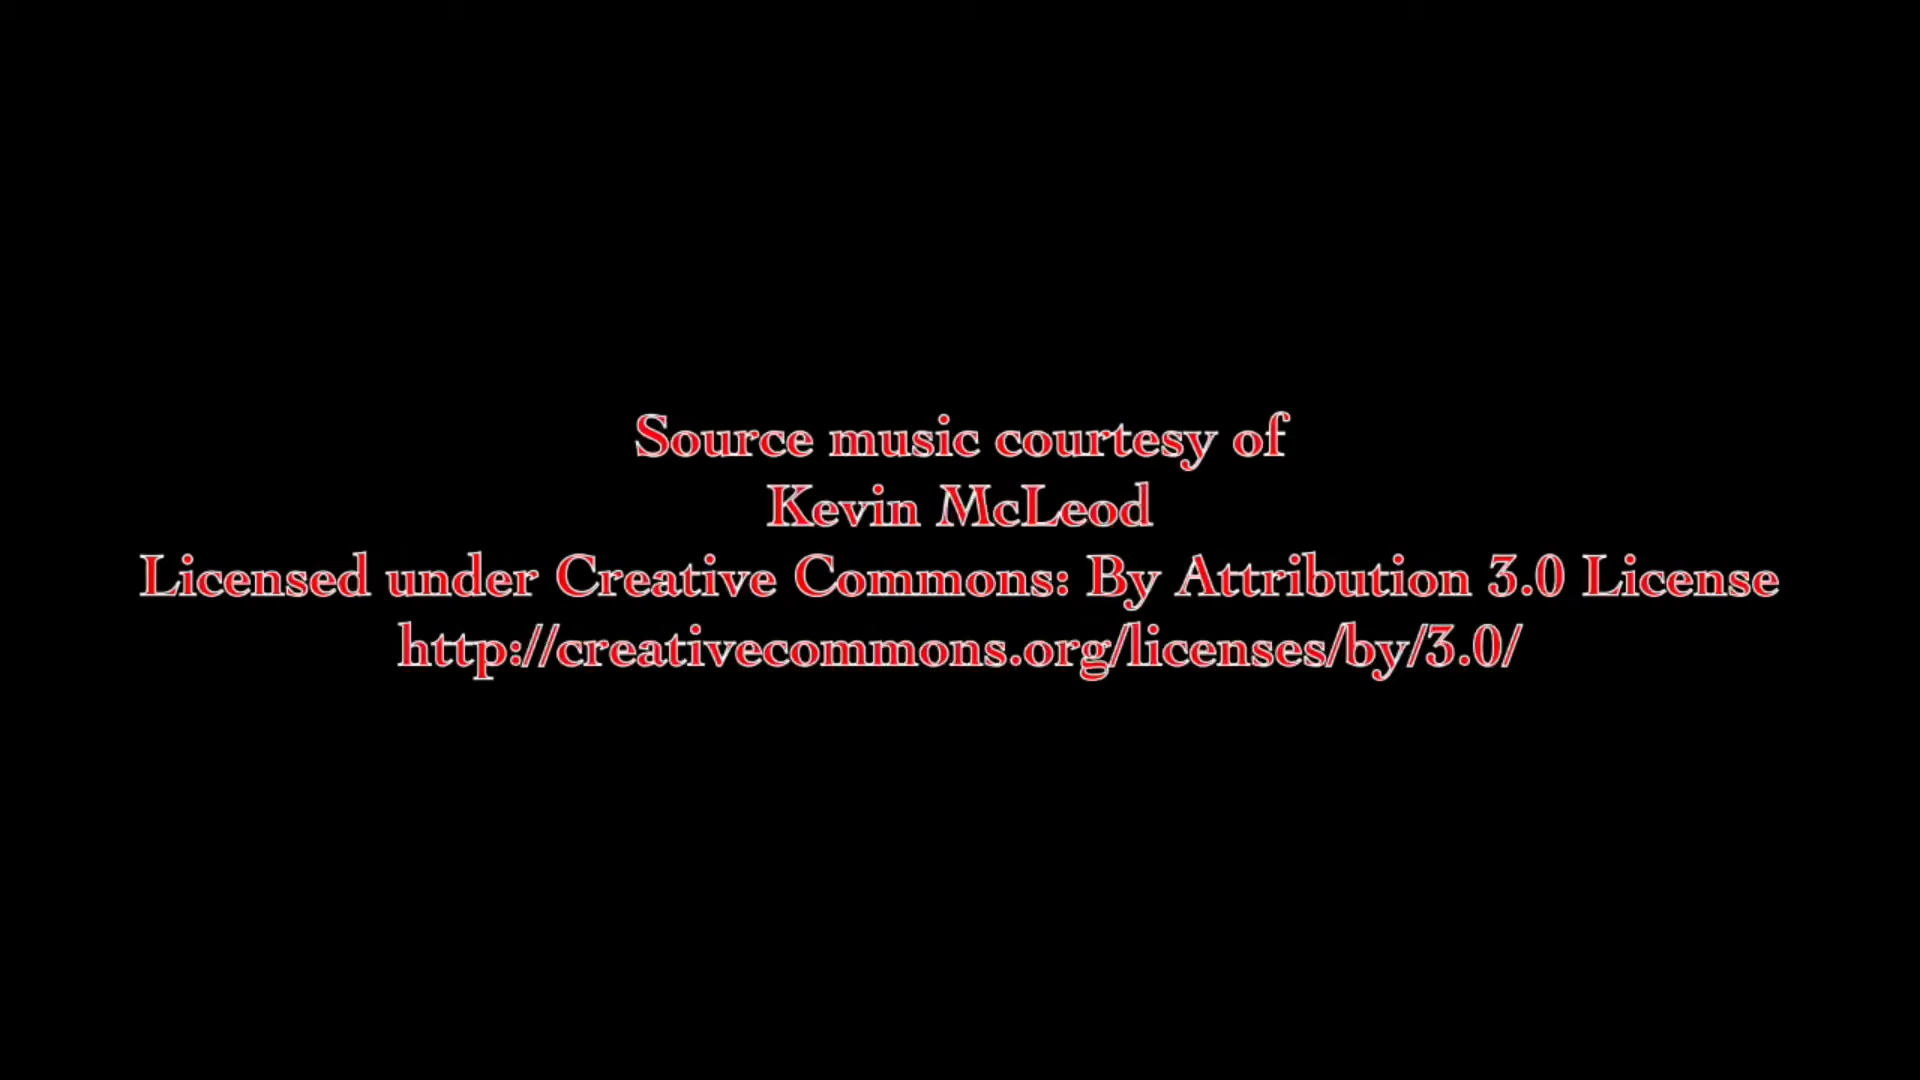 Source music courtesy of
Kevin McLeod
Licensed under Creative Commons: By Attribution 3.0 License
http://creativecommons.org/licenses/by/3.0/